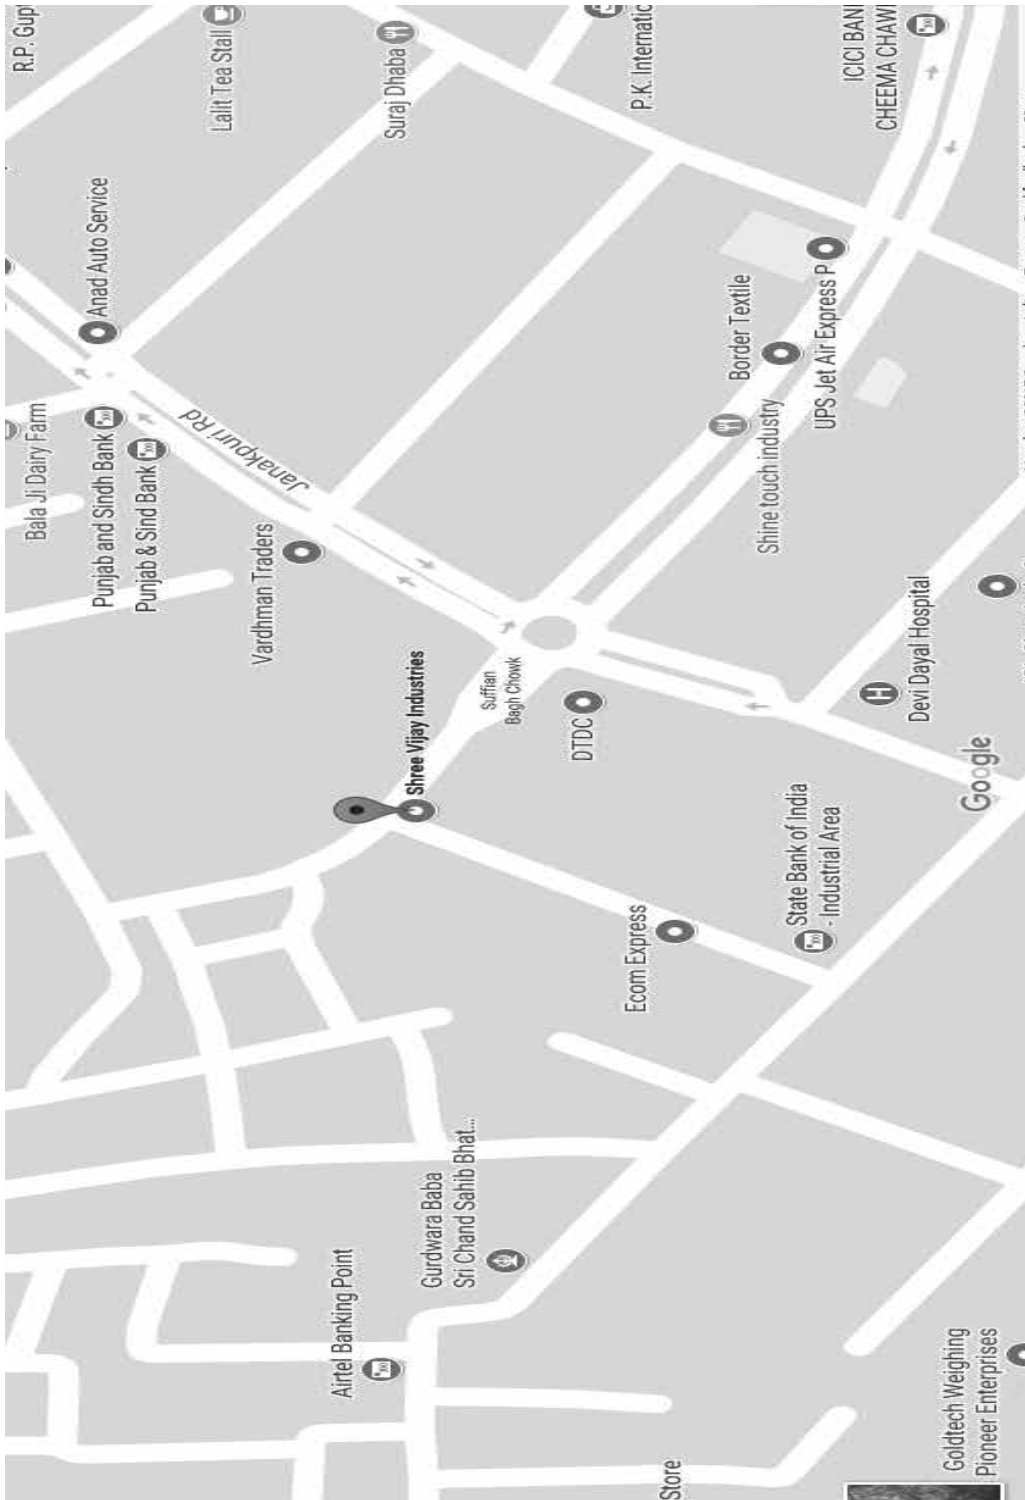 R.P. Gup
Bala Ji Dairy Farm
Anad Auto Service
Punjab and Sindh Bank
Punjab & Sind Bank
Lalit Tea Stall
Janakpuri Rd
Vardhman Traders
Airtel Banking Point
Suraj Dhaba
Shree Vijay Industries
Gurdwara Baba
Sri Chand Sahib Bhat...
Suffian
Bagh Chowk
DTDC
Ecom Express
P.K. Internatio
Store
Border Textile
Shine touch industry
State Bank of India
- Industrial Area
UPS Jet Air Express P
ICICI BAN
CHEEMA CHAW
Devi Dayal Hospital
Goldtech Weighing
Pioneer Enterprises
Google